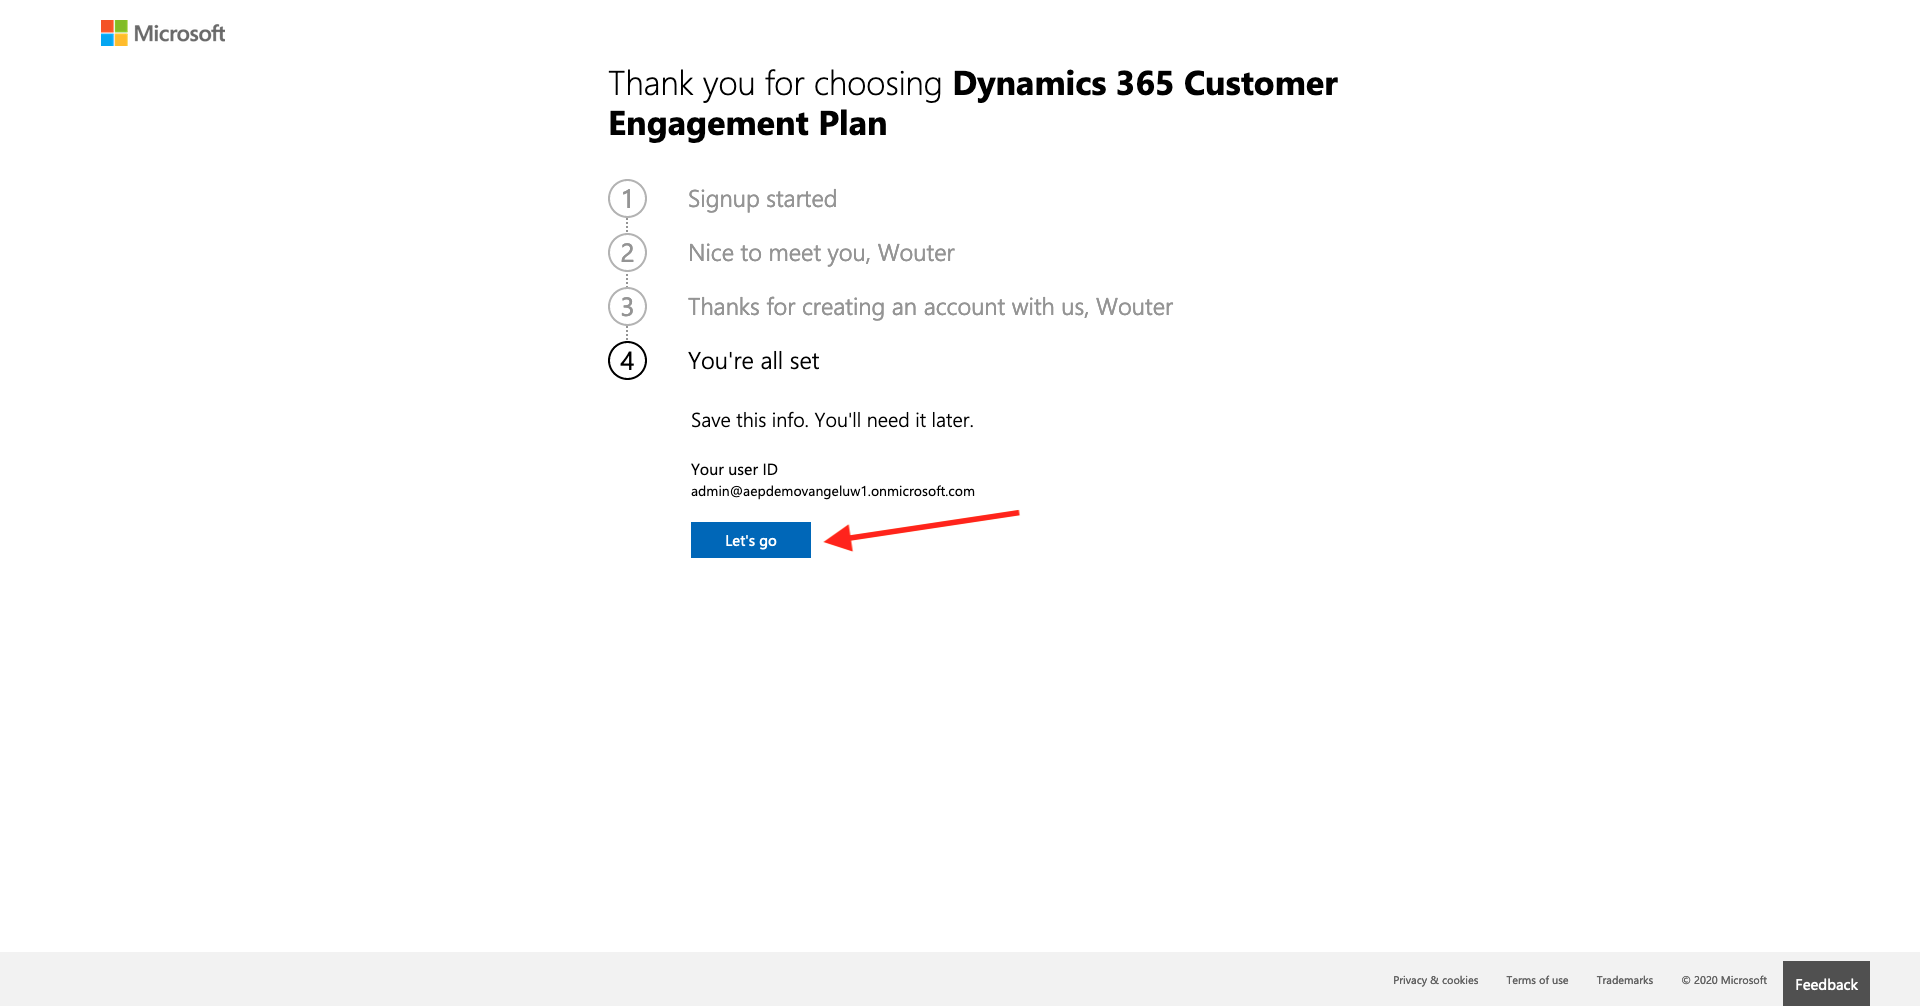 Microsoft
Thank you for choosing Dynamics 365 Customer
Engagement Plan
1 Signup started
2 Nice to meet you, Wouter
3 Thanks for creating an account with us, Wouter
4 You're all set
Save this info. You'll need it later.
Your user ID
admin@aepdemovangeluw1.onmicrosoft.com
Let's go
Privacy & cookies Terms of use Trademarks © 2020 Microsoft Feedback